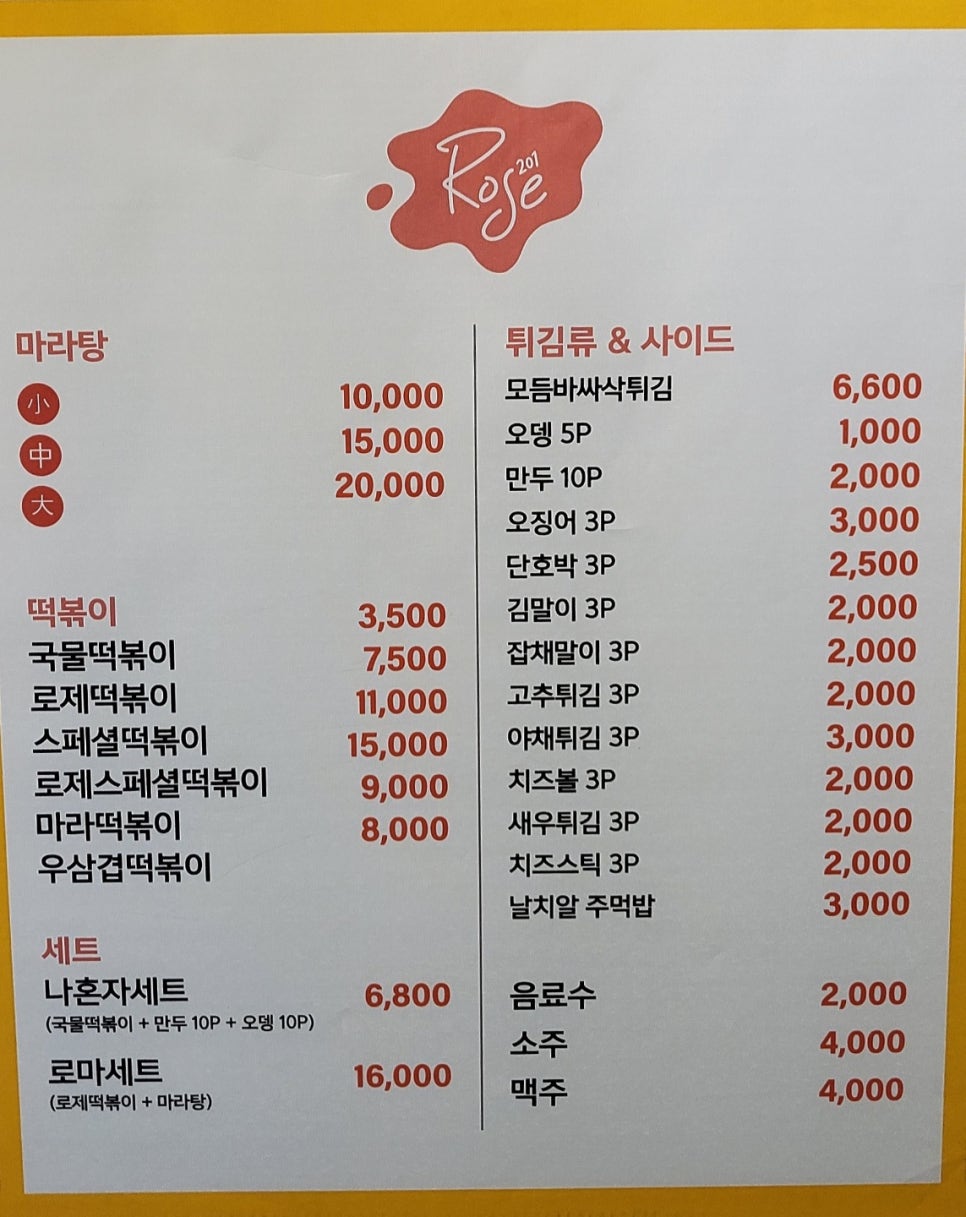 Rose 201
마라탕
小 10,000
中 15,000
大 20,000
떡볶이 3,500
국물떡볶이 7,500
로제떡볶이 11,000
스페셜떡볶이 15,000
로제스페셜떡볶이 9,000
마라떡볶이 8,000
우삼겹떡볶이
세트
나혼자세트 6,800
(국물떡볶이 + 만두 10P + 오뎅 10P)
로마세트 16,000
(로제떡볶이 + 마라탕)
튀김류 & 사이드
모듬바싸삭튀김 6,600
오뎅 5P 1,000
만두 10P 2,000
오징어 3P 3,000
단호박 3P 2,500
김말이 3P 2,000
잡채말이 3P 2,000
고추튀김 3P 2,000
야채튀김 3P 3,000
치즈볼 3P 2,000
새우튀김 3P 2,000
치즈스틱 3P 2,000
날치알 주먹밥 3,000
음료수 2,000
소주 4,000
맥주 4,000